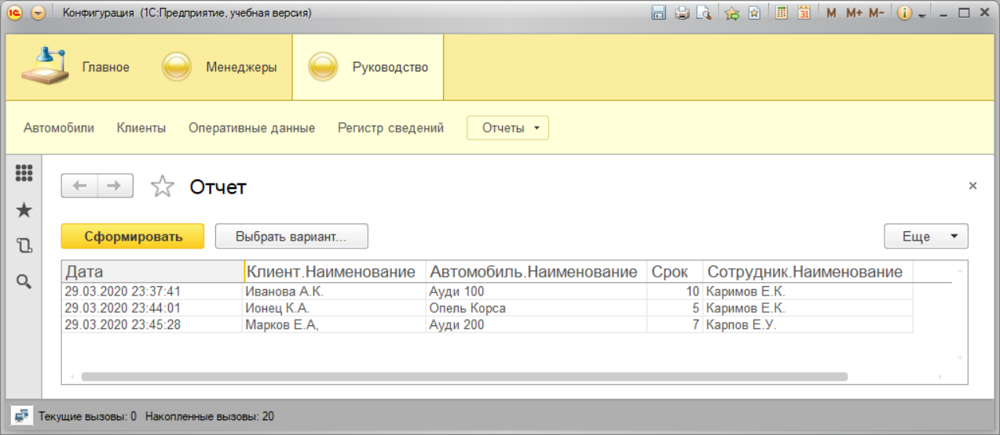 1С Конфигурация (1С:Предприятие, учебная версия) 31 M M+ M-
Главное Менеджеры Руководство
Автомобили Клиенты Оперативные данные Регистр сведений Отчеты
Отчет
Сформировать Выбрать вариант... Еще
Дата Клиент.Наименование Автомобиль.Наименование Срок Сотрудник.Наименование
29.03.2020 23:37:41 Иванова А.К. Ауди 100 10 Каримов Е.К.
29.03.2020 23:44:01 Ионец К.А. Опель Корса 5 Каримов Е.К.
29.03.2020 23:45:28 Марков Е.А, Ауди 200 7 Карпов Е.У.
Текущие вызовы: 0 Накопленные вызовы: 20